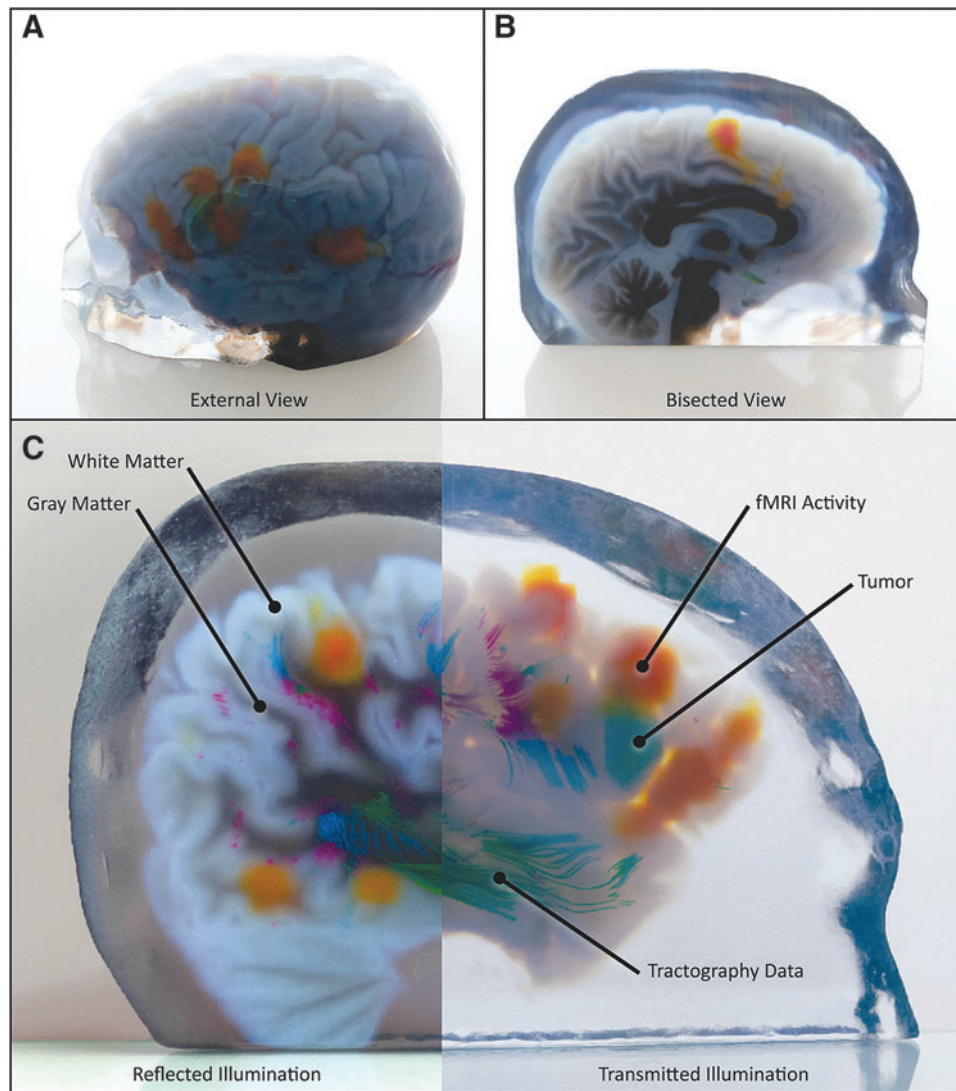 A
B
External View
Bisected View
C
White Matter
Gray Matter
fMRI Activity
Tumor
Tractography Data
Reflected Illumination
Transmitted Illumination